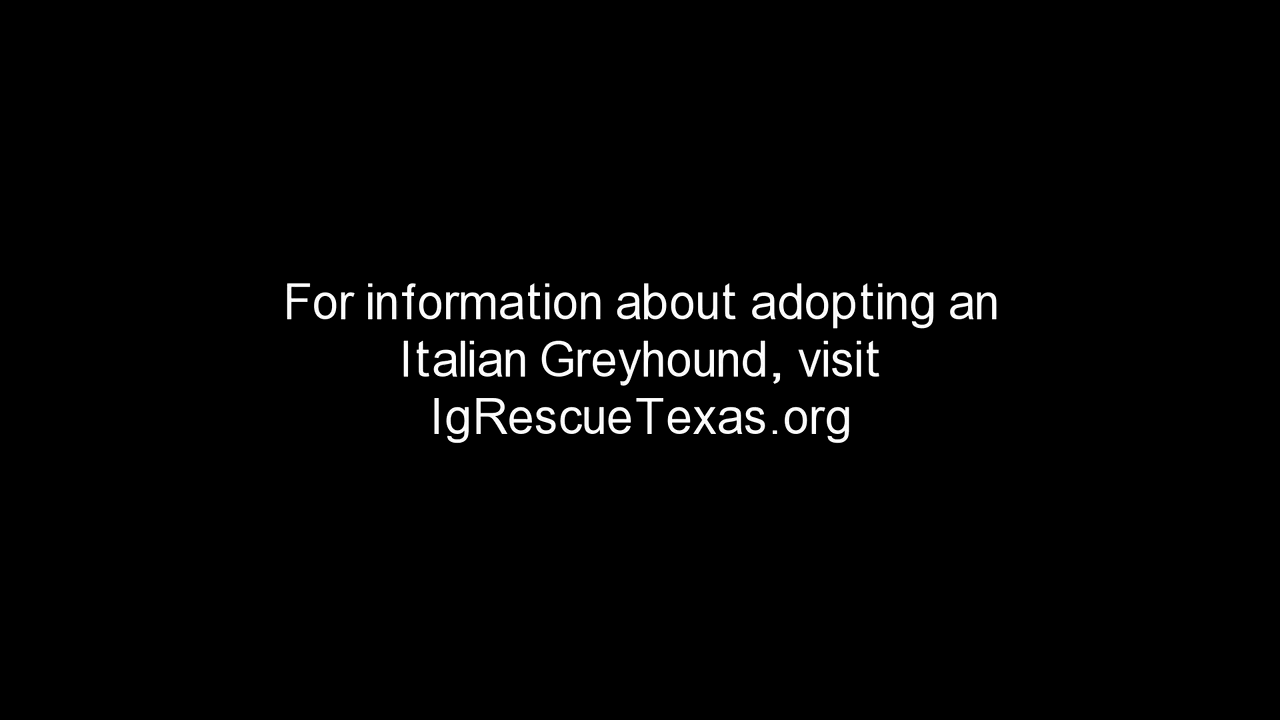 For information about adopting an
Italian Greyhound, visit
IgRescueTexas.org